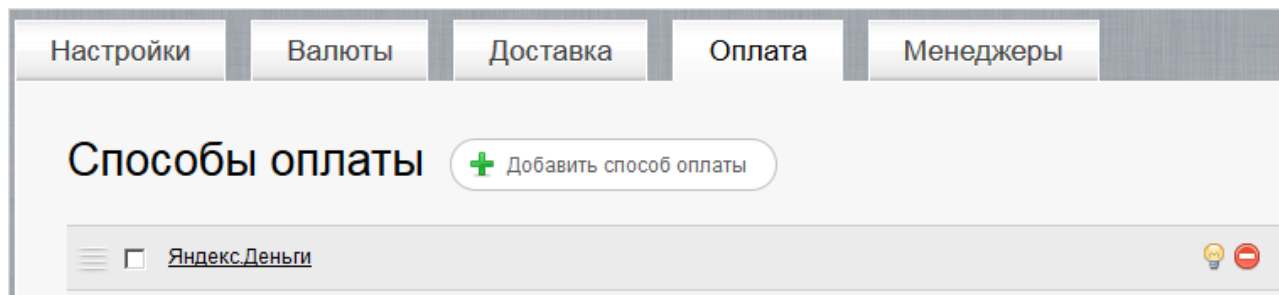 Настройки Валюты Доставка Оплата Менеджеры
Способы оплаты Добавить способ оплаты
Яндекс.Деньги